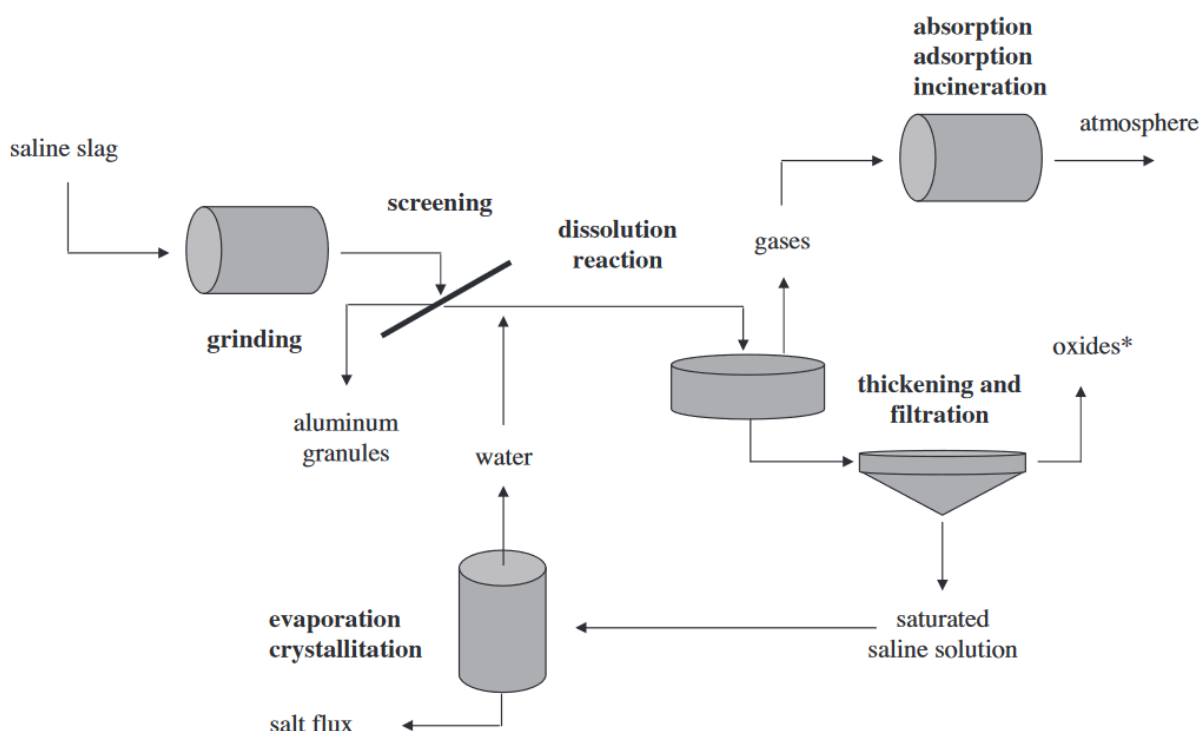 absorption
adsorption
incineration
atmosphere
saline slag
screening
dissolution
reaction
gases
grinding
oxides*
thickening and
filtration
aluminum
granules
water
evaporation
crystallitation
saturated
saline solution
salt flux